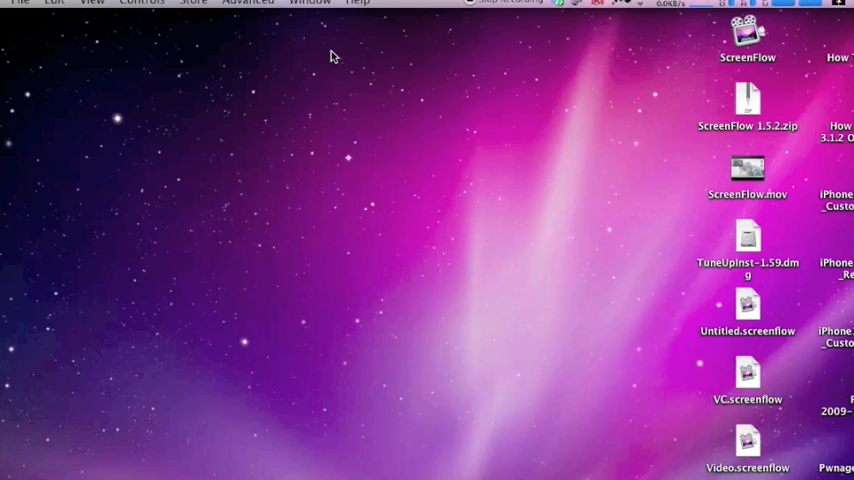 File Edit View Controls Store Advanced Window Help Stop Recording 0.0KB/s
ScreenFlow
How
ScreenFlow 1.5.2.zip
How
3.1.2 O
ScreenFlow.mov
iPhone
_Custo
TuneUpInst-1.59.dm
g
iPhone
_Re
Untitled.screenflow
iPhone
_Custo
VC.screenflow
2009-
Video.screenflow
Pwnage